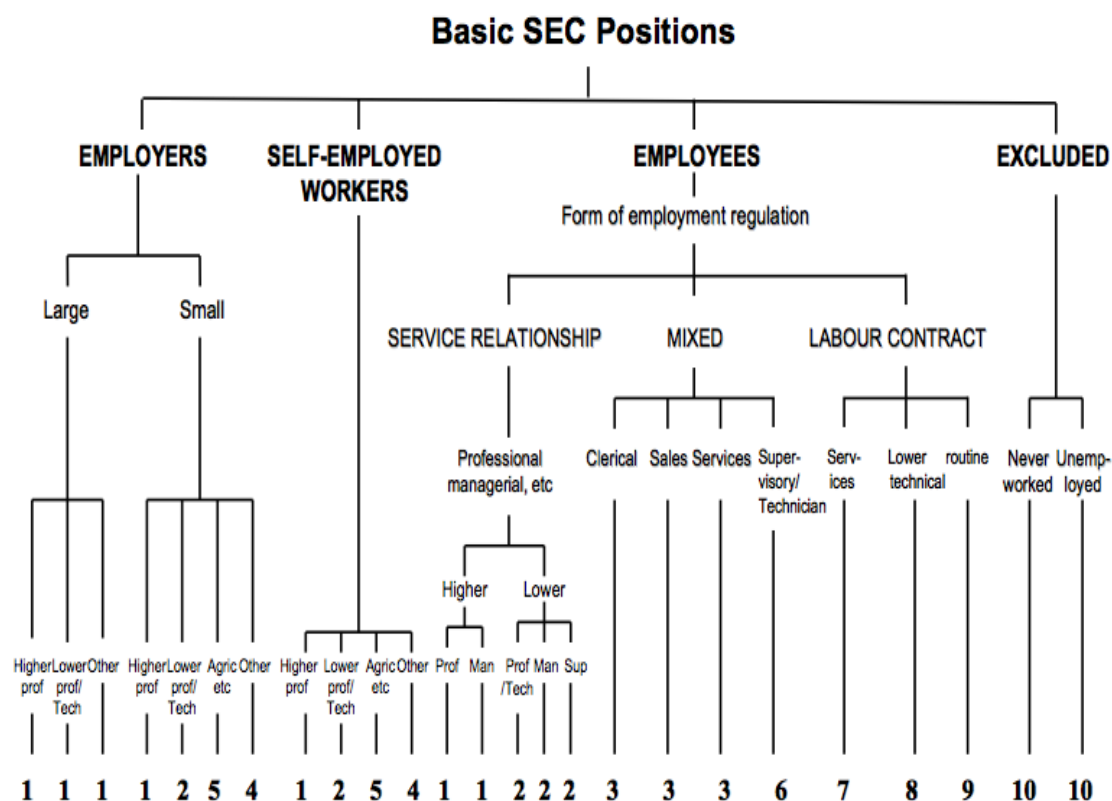 Basic SEC Positions
EMPLOYERS
SELF-EMPLOYED
WORKERS
EMPLOYEES
EXCLUDED
Form of employment regulation
Large
Small
SERVICE RELATIONSHIP
MIXED
LABOUR CONTRACT
Professional
managerial, etc
Clerical
Sales
Services
Super-
visory/
Technician
Serv-
ices
Lower
technical
routine
Never
worked
Unemp-
loyed
Higher
Lower
Higher
prof
Lower
prof/
Tech
Other
Higher
prof
Lower
prof/
Tech
Agric
etc
Other
Higher
prof
Lower
prof/
Tech
Agric
etc
Other
Prof
Man
Prof
/Tech
Man
Sup
1 1 1 1 2 5 4 1 2 5 4 1 1 2 2 2 3 3 3 6 7 8 9 10 10